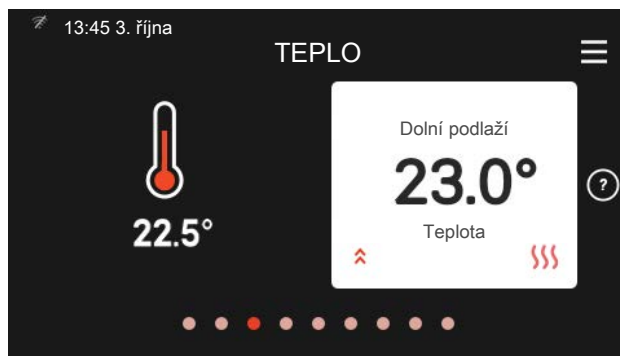 13:45 3. října
TEPLO
Dolní podlaží
23.0°
?
22.5°
Teplota